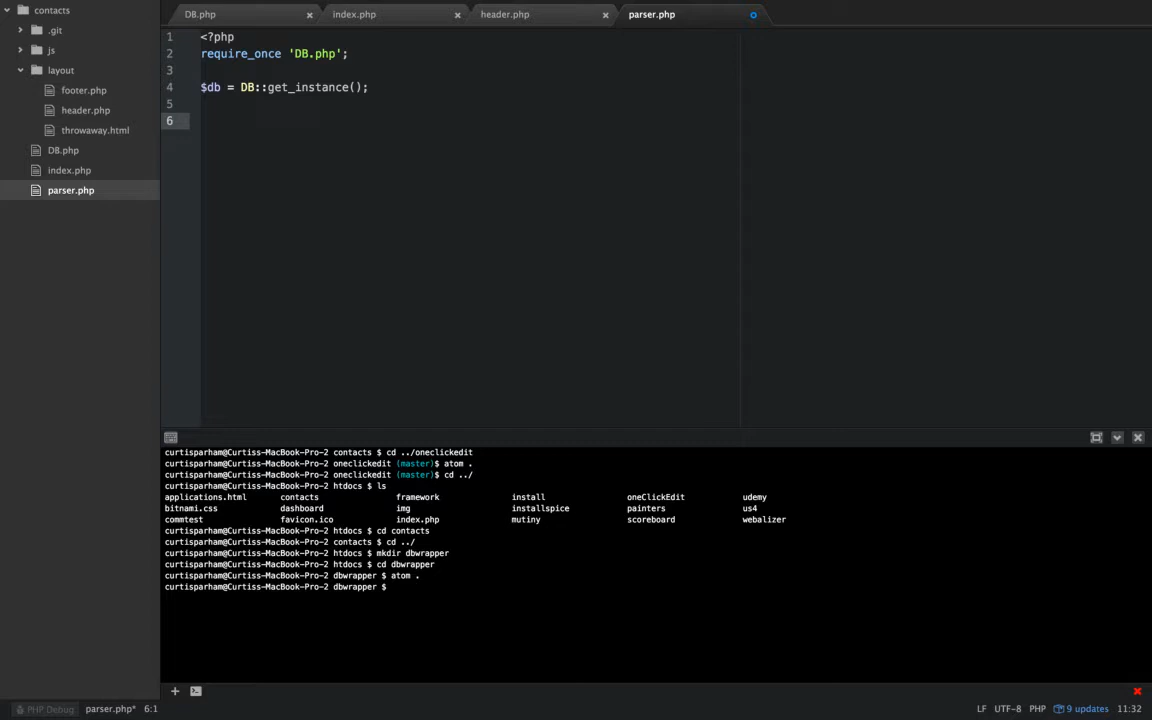 contacts
.git
js
layout
footer.php
header.php
throwaway.html
DB.php
index.php
parser.php
DB.php
index.php
header.php
parser.php
1 <?php
2 require_once 'DB.php';
3
4 $db = DB::get_instance();
5
6
curtisparham@Curtiss-MacBook-Pro-2 contacts $ cd ../oneclickedit
curtisparham@Curtiss-MacBook-Pro-2 oneclickedit (master)$ atom .
curtisparham@Curtiss-MacBook-Pro-2 oneclickedit (master)$ cd ../
curtisparham@Curtiss-MacBook-Pro-2 htdocs $ ls
applications.html contacts framework install oneClickEdit udemy
bitnami.css dashboard img installspice painters us4
commtest favicon.ico index.php mutiny scoreboard webalizer
curtisparham@Curtiss-MacBook-Pro-2 htdocs $ cd contacts
curtisparham@Curtiss-MacBook-Pro-2 contacts $ cd ../
curtisparham@Curtiss-MacBook-Pro-2 htdocs $ mkdir dbwrapper
curtisparham@Curtiss-MacBook-Pro-2 htdocs $ cd dbwrapper
curtisparham@Curtiss-MacBook-Pro-2 dbwrapper $ atom .
curtisparham@Curtiss-MacBook-Pro-2 dbwrapper $
PHP Debug parser.php* 6:1 LF UTF-8 PHP 9 updates 11:32